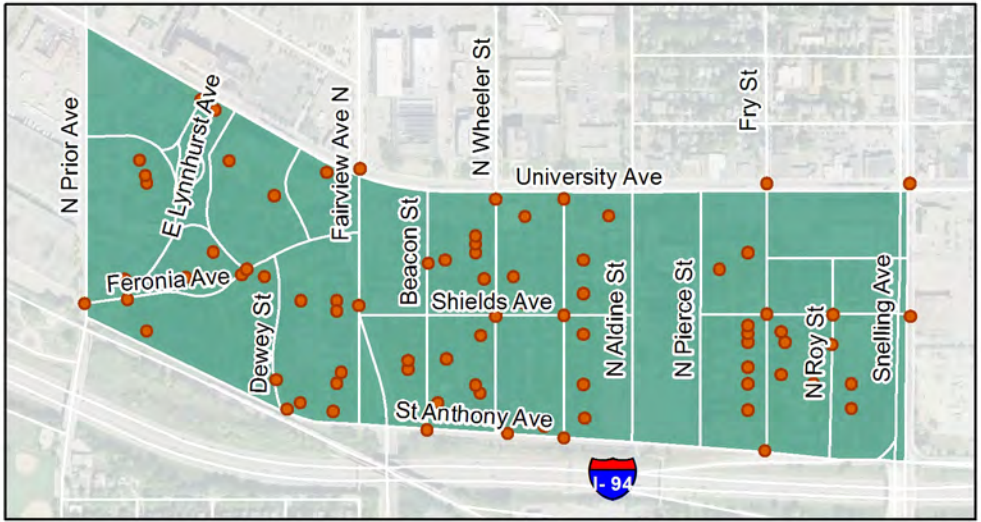 N Prior Ave
E Lynnhurst Ave
Fairview Ave N
N Wheeler St
Fry St
University Ave
Beacon St
Feronia Ave
Dewey St
Shields Ave
N Aldine St
N Pierce St
N Roy St
Snelling Ave
St Anthony Ave
I- 94